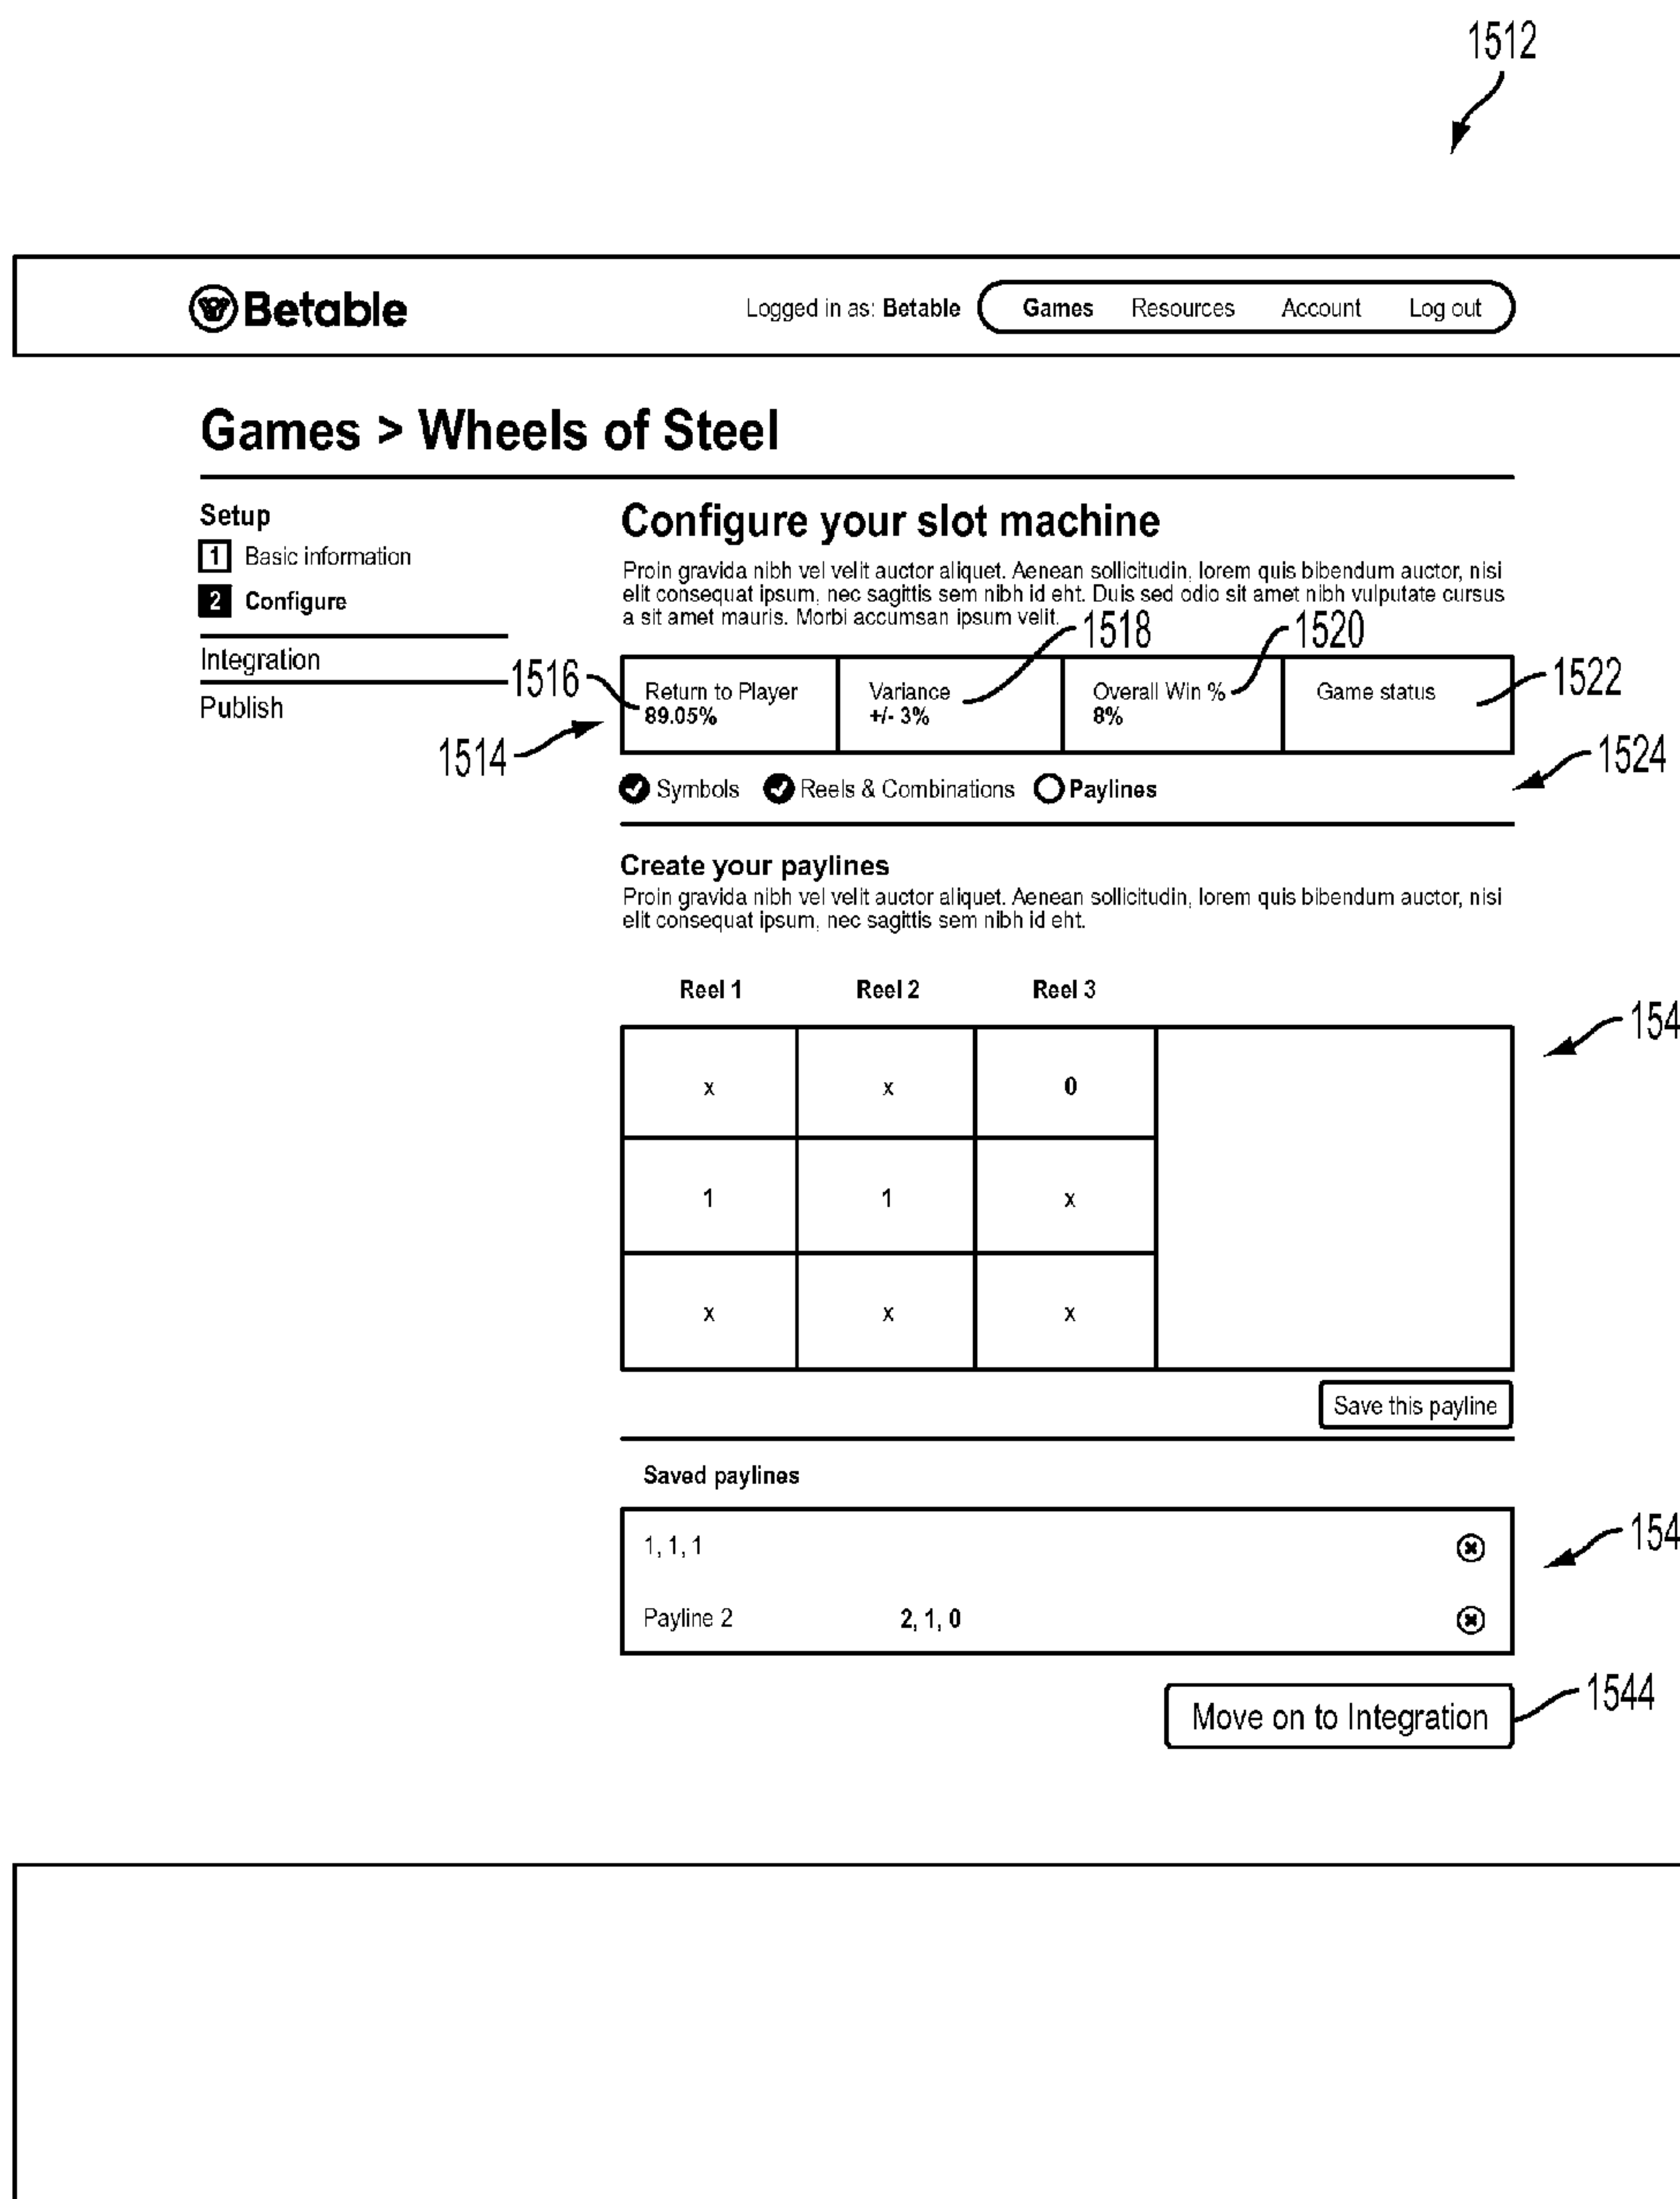 1512
Betable
Logged in as: Betable Games Resources Account Log out
Games > Wheels of Steel
Setup
1 Basic information
2 Configure
Integration
Publish
Configure your slot machine
Proin gravida nibh vel velit auctor aliquet. Aenean sollicitudin, lorem quis bibendum auctor, nisi
elit consequat ipsum, nec sagittis sem nibh id eht. Duis sed odio sit amet nibh vulputate cursus
a sit amet mauris. Morbi accumsan ipsum velit.
1518 1520
1516 1522
Return to Player Variance Overall Win % Game status
89.05% +/- 3% 8%
1514 1524
Symbols Reels & Combinations Paylines
Create your paylines
Proin gravida nibh vel velit auctor aliquet. Aenean sollicitudin, lorem quis bibendum auctor, nisi
elit consequat ipsum, nec sagittis sem nibh id eht.
Reel 1 Reel 2 Reel 3
154
x x 0
1 1 x
x x x
Save this payline
Saved paylines
1, 1, 1
154
Payline 2 2, 1, 0
Move on to Integration
1544